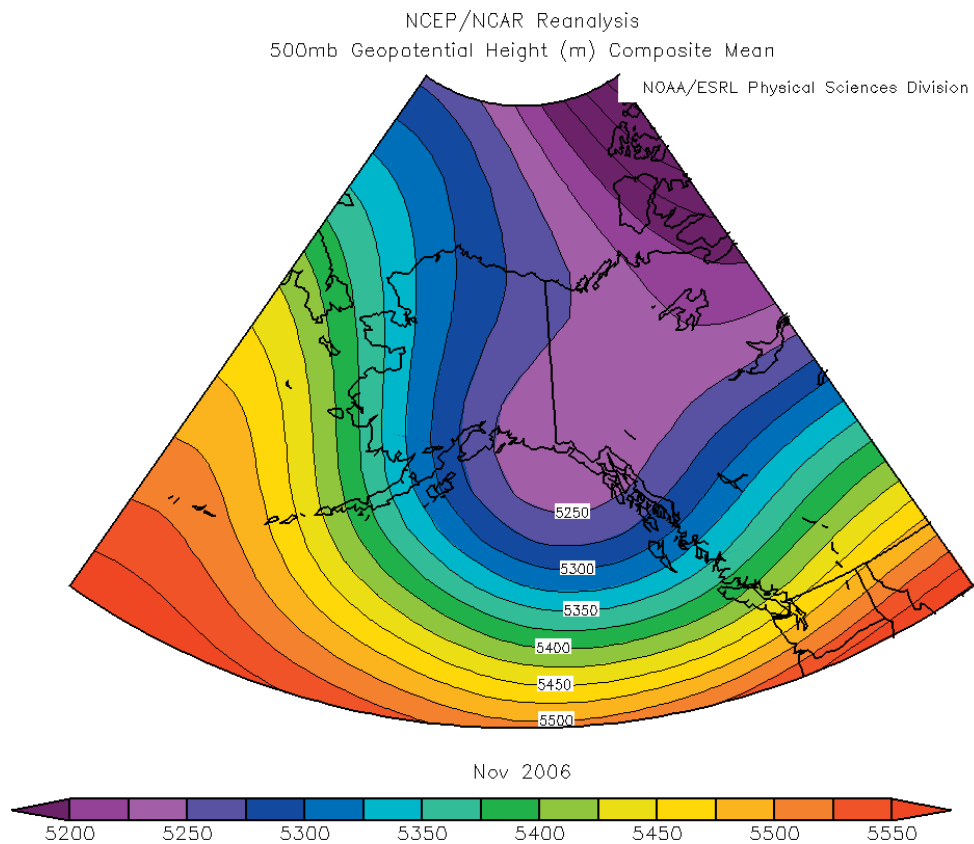 NCEP/NCAR Reanalysis
500mb Geopotential Height (m) Composite Mean
NOAA/ESRL Physical Sciences Division
5250
5300
5350
5400
5450
5500
Nov 2006
5200 5250 5300 5350 5400 5450 5500 5550